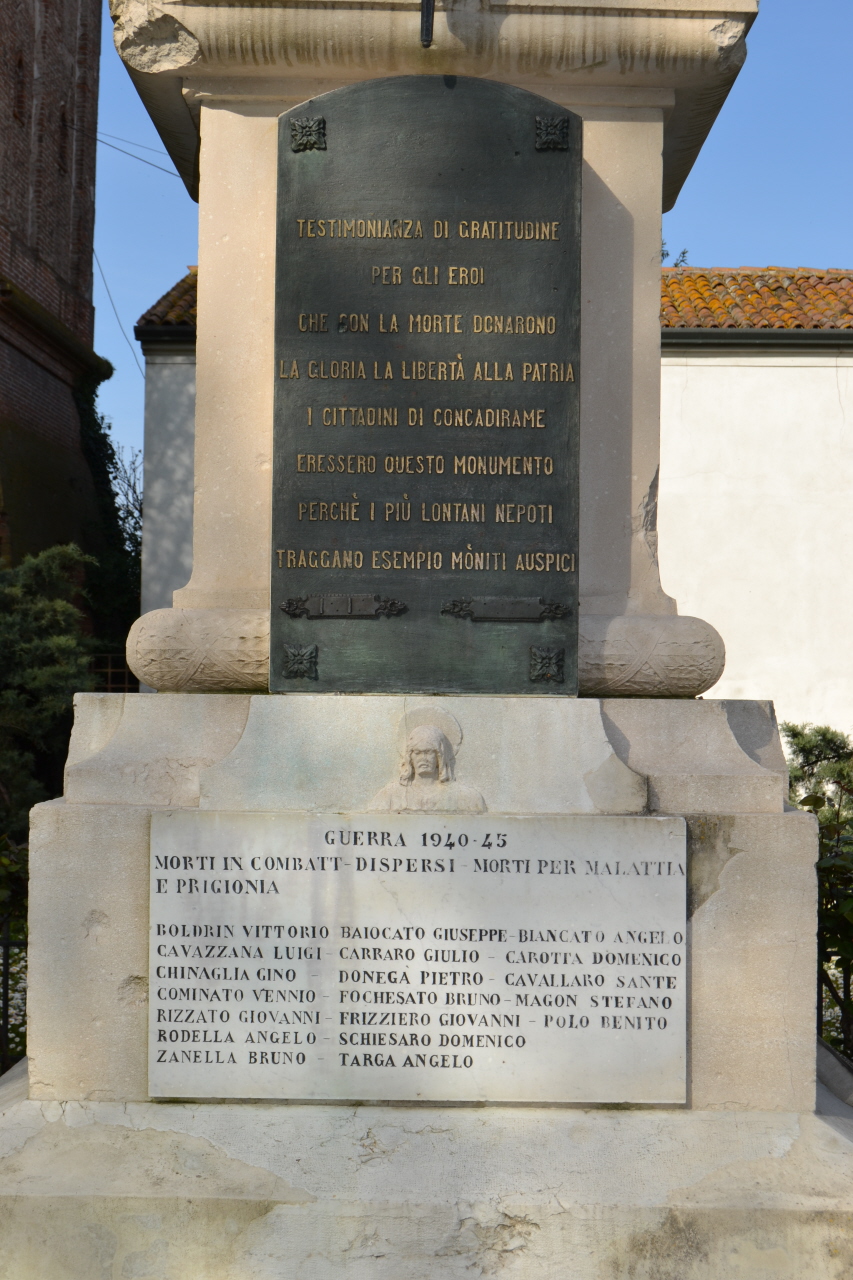 TESTIMONIANZA DI GRATITUDINE
PER GLI EROI
CHE CON LA MORTE DONARONO
LA GLORIA LA LIBERTÀ ALLA PATRIA
I CITTADINI DI CONCADIRAME
ERESSERO QUESTO MONUMENTO
PERCHÈ I PIÙ LONTANI NEPOTI
TRAGGANO ESEMPIO MÒNITI AUSPICI
GUERRA 1940-45
MORTI IN COMBATT-DISPERSI-MORTI PER MALATTIA
E PRIGIONIA
BOLDRIN VITTORIO BAIOCATO GIUSEPPE-BIANCATO ANGELO
CAVAZZANA LUIGI-CARRARO GIULIO - CAROTTA DOMENICO
CHINAGLIA GINO - DONEGÀ PIETRO - CAVALLARO SANTE
COMINATO VENNIO-FOCHESATO BRUNO-MAGON STEFANO
RIZZATO GIOVANNI-FRIZZIERO GIOVANNI - POLO BENITO
RODELLA ANGELO-SCHIESARO DOMENICO
ZANELLA BRUNO - TARGA ANGELO